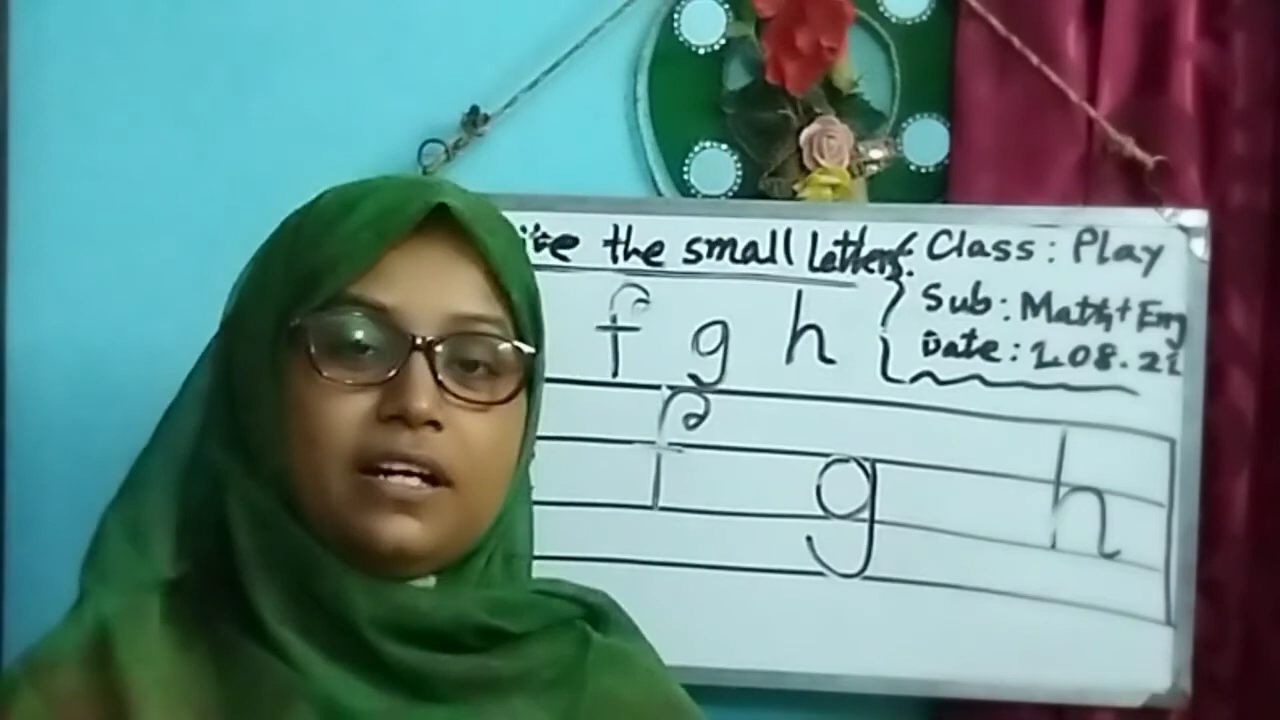 the small Letters.
Class : Play
Sub : Math + Eng
Date : 2.08.21
f g h
f g h